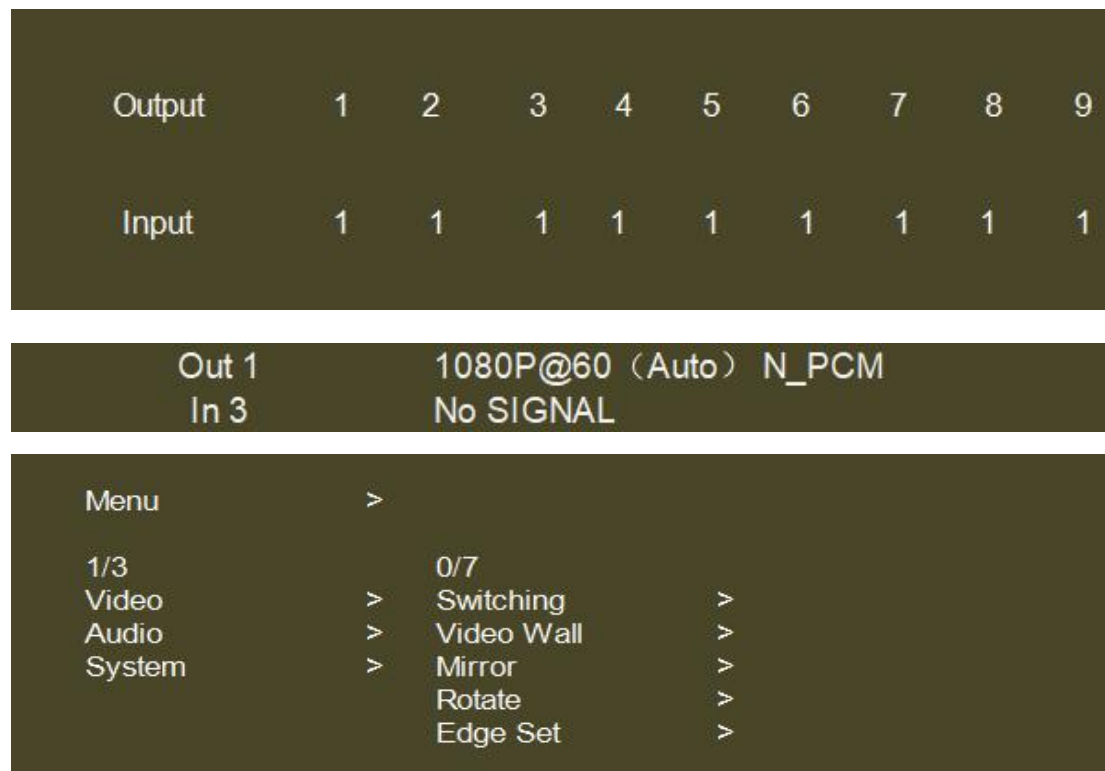 Output 1 2 3 4 5 6 7 8 9
Input 1 1 1 1 1 1 1 1 1
Out 1 1080P@60（Auto） N_PCM
In 3 No SIGNAL
Menu >
1/3 0/7
Video > Switching >
Audio > Video Wall >
System > Mirror >
Rotate >
Edge Set >